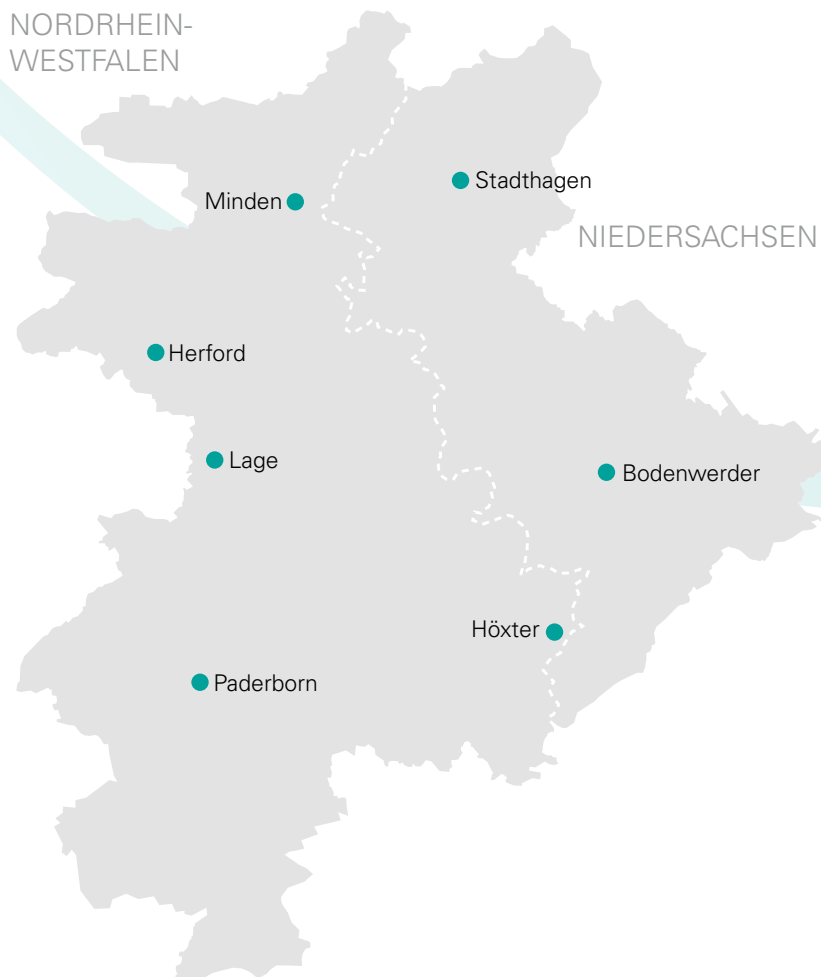 NORDRHEIN-
WESTFALEN
Stadthagen
Minden
NIEDERSACHSEN
Herford
Lage
Bodenwerder
Höxter
Paderborn